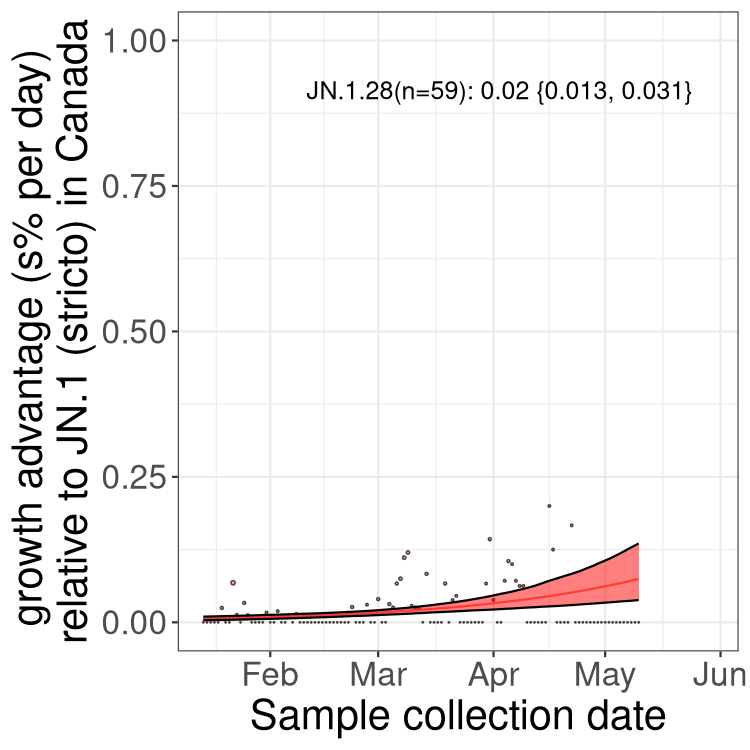 growth advantage (s% per day)
relative to JN.1 (stricto) in Canada
1.00
0.75
0.50
0.25
0.00
JN.1.28(n=59): 0.02 {0.013, 0.031}
Feb Mar Apr May Jun
Sample collection date